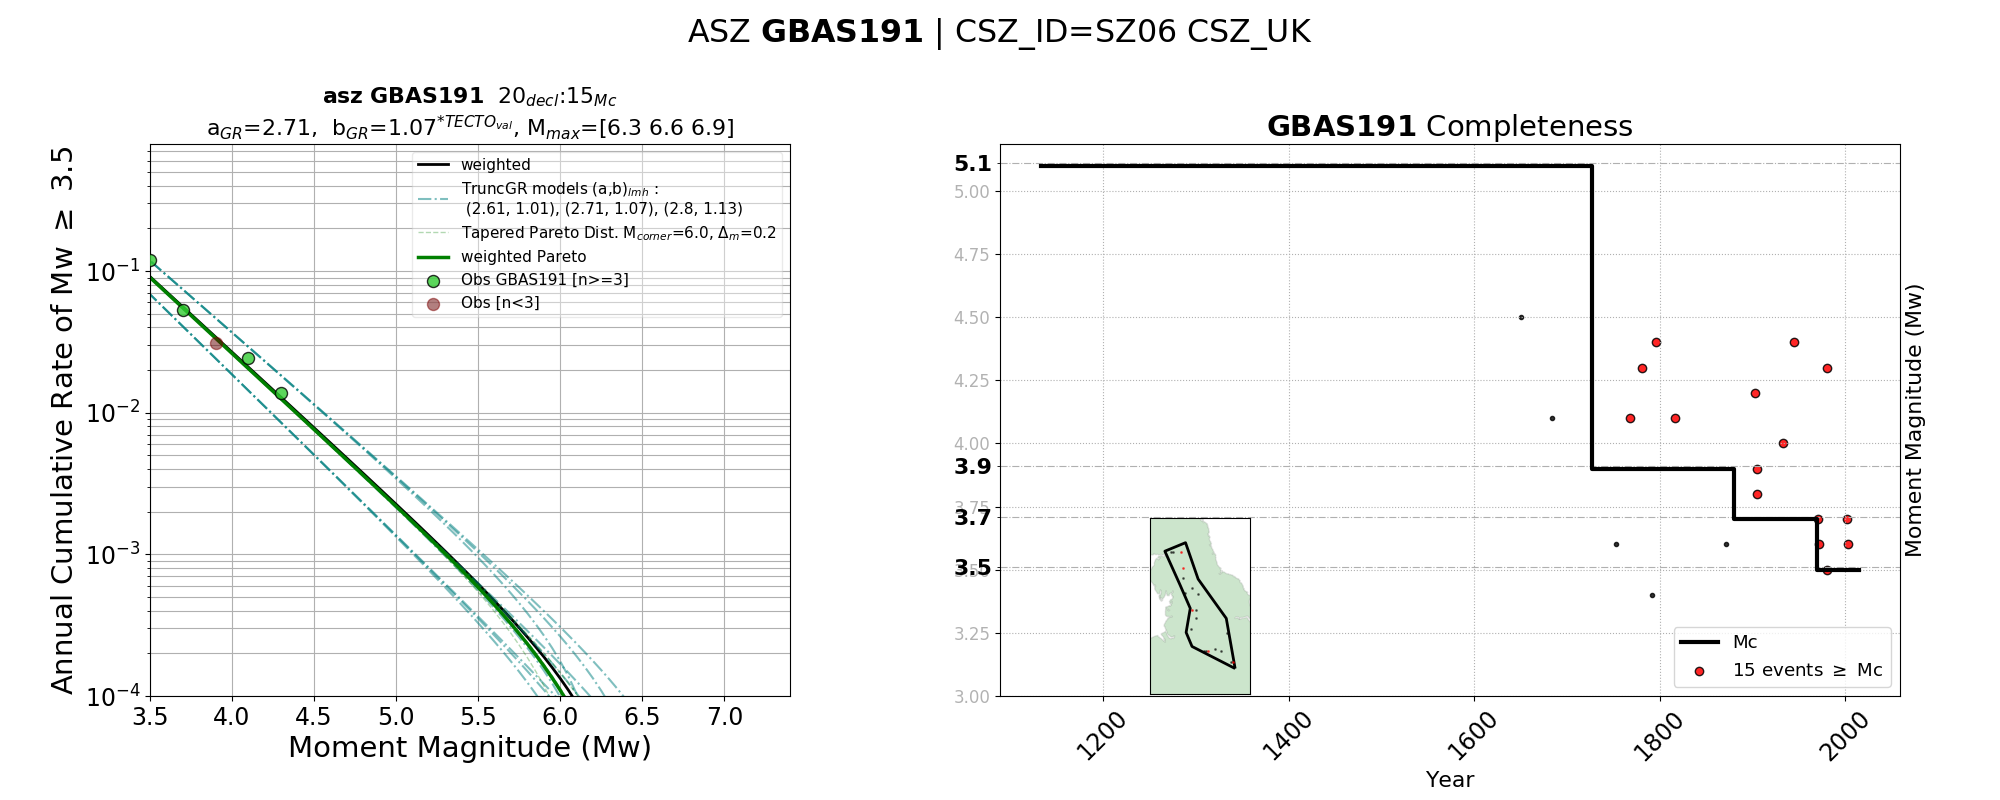 ASZ GBAS191 | CSZ_ID=SZ06 CSZ_UK
asz GBAS191 20decl:15Mc
aGR=2.71, bGR=1.07*TECTOval, Mmax=[6.3 6.6 6.9]
Annual Cumulative Rate of Mw ≥ 3.5
10−1
10−2
10−3
10−4
weighted
TruncGR models (a,b)lmh :
(2.61, 1.01), (2.71, 1.07), (2.8, 1.13)
Tapered Pareto Dist. Mcorner=6.0, Δm=0.2
weighted Pareto
Obs GBAS191 [n>=3]
Obs [n<3]
3.5 4.0 4.5 5.0 5.5 6.0 6.5 7.0
Moment Magnitude (Mw)
GBAS191 Completeness
5.1
5.00
4.75
4.50
4.25
4.00
3.9
3.75
3.7
3.5
3.25
3.00
Moment Magnitude (Mw)
Mc
15 events ≥ Mc
1200 1400 1600 1800 2000
Year